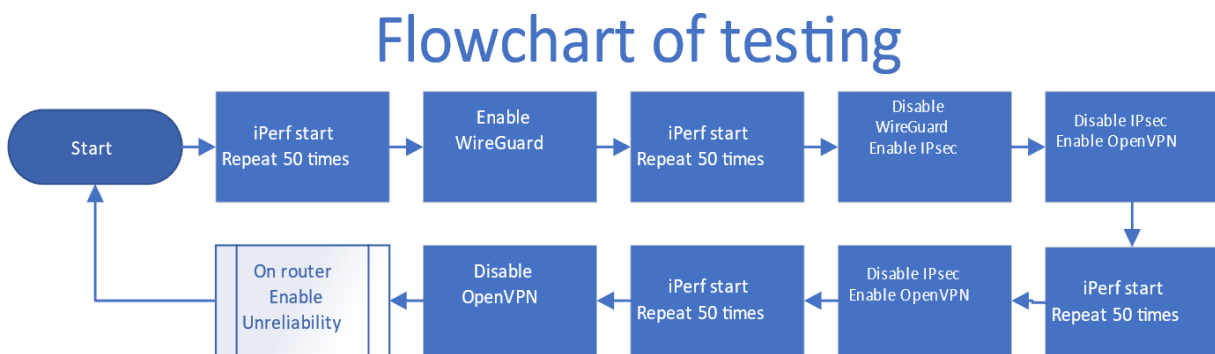 Flowchart of testing
Start
iPerf start
Repeat 50 times
Enable
WireGuard
iPerf start
Repeat 50 times
Disable
WireGuard
Enable IPsec
Disable IPsec
Enable OpenVPN
iPerf start
Repeat 50 times
Disable IPsec
Enable OpenVPN
iPerf start
Repeat 50 times
Disable
OpenVPN
On router
Enable
Unreliability